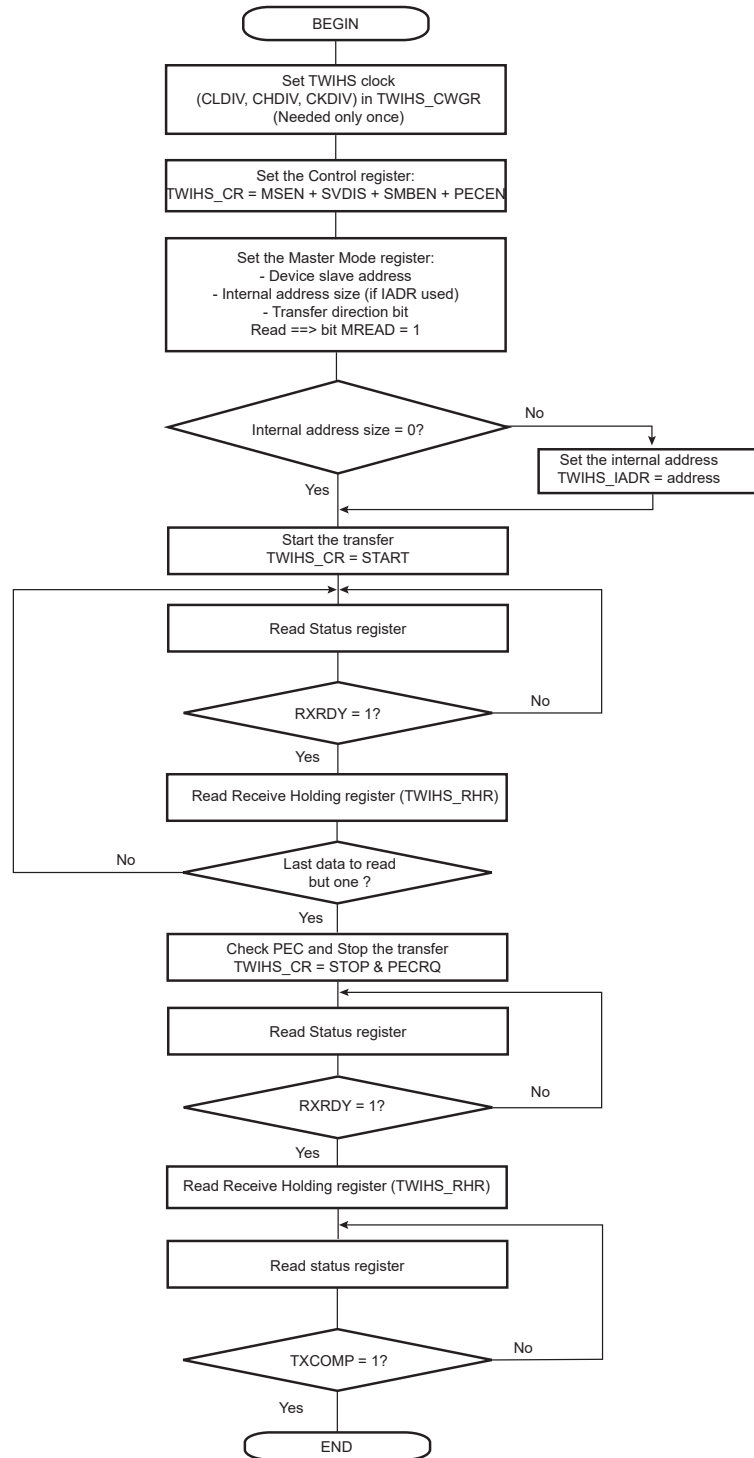 BEGIN
Set TWIHS clock
(CLDIV, CHDIV, CKDIV) in TWIHS_CWGR
(Needed only once)
Set the Control register:
TWIHS_CR = MSEN + SVDIS + SMBEN + PECEN
Set the Master Mode register:
- Device slave address
- Internal address size (if IADR used)
- Transfer direction bit
Read ==> bit MREAD = 1
Internal address size = 0?
No
Set the internal address
TWIHS_IADR = address
Yes
Start the transfer
TWIHS_CR = START
Read Status register
RXRDY = 1?
No
Yes
Read Receive Holding register (TWIHS_RHR)
No
Last data to read
but one ?
Yes
Check PEC and Stop the transfer
TWIHS_CR = STOP & PECRQ
Read Status register
RXRDY = 1?
No
Yes
Read Receive Holding register (TWIHS_RHR)
Read status register
TXCOMP = 1?
No
Yes
END